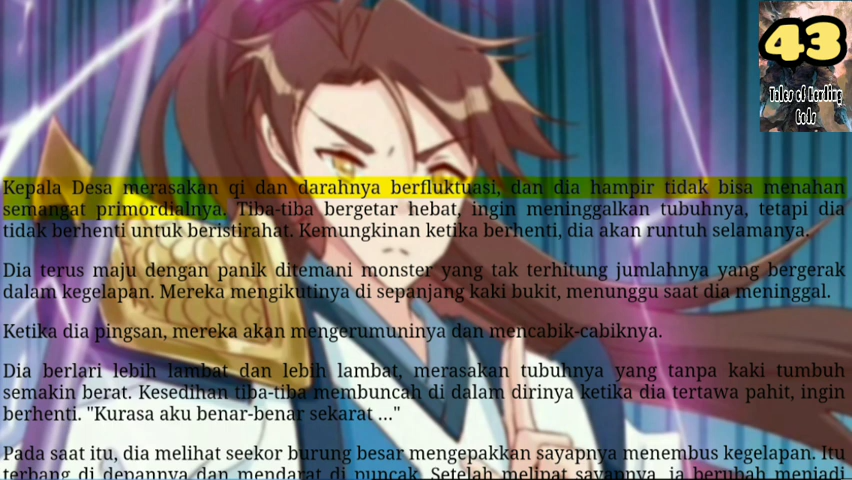 43
Tales of Herding
Gods
Kepala Desa merasakan qi dan darahnya berfluktuasi, dan dia hampir tidak bisa menahan
semangat primordialnya. Tiba-tiba bergetar hebat, ingin meninggalkan tubuhnya, tetapi dia
tidak berhenti untuk beristirahat. Kemungkinan ketika berhenti, dia akan runtuh selamanya.
Dia terus maju dengan panik ditemani monster yang tak terhitung jumlahnya yang bergerak
dalam kegelapan. Mereka mengikutinya di sepanjang kaki bukit, menunggu saat dia meninggal.
Ketika dia pingsan, mereka akan mengerumuninya dan mencabik-cabiknya.
Dia berlari lebih lambat dan lebih lambat, merasakan tubuhnya yang tanpa kaki tumbuh
semakin berat. Kesedihan tiba-tiba membuncah di dalam dirinya ketika dia tertawa pahit, ingin
berhenti. "Kurasa aku benar-benar sekarat ..."
Pada saat itu, dia melihat seekor burung besar mengepakkan sayapnya menembus kegelapan. Itu
terbang di depannya dan mendarat di puncak. Setelah melipat sayapnya, ia berubah menjadi